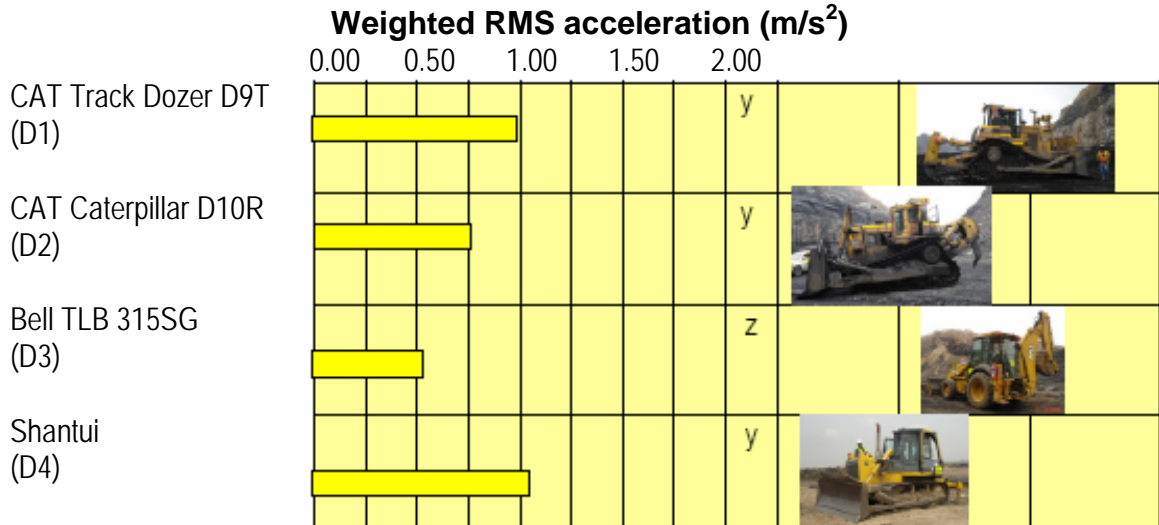 Weighted RMS acceleration (m/s²)
0.00 0.50 1.00 1.50 2.00
CAT Track Dozer D9T
(D1)
y
CAT Caterpillar D10R
(D2)
y
Bell TLB 315SG
(D3)
z
Shantui
(D4)
y